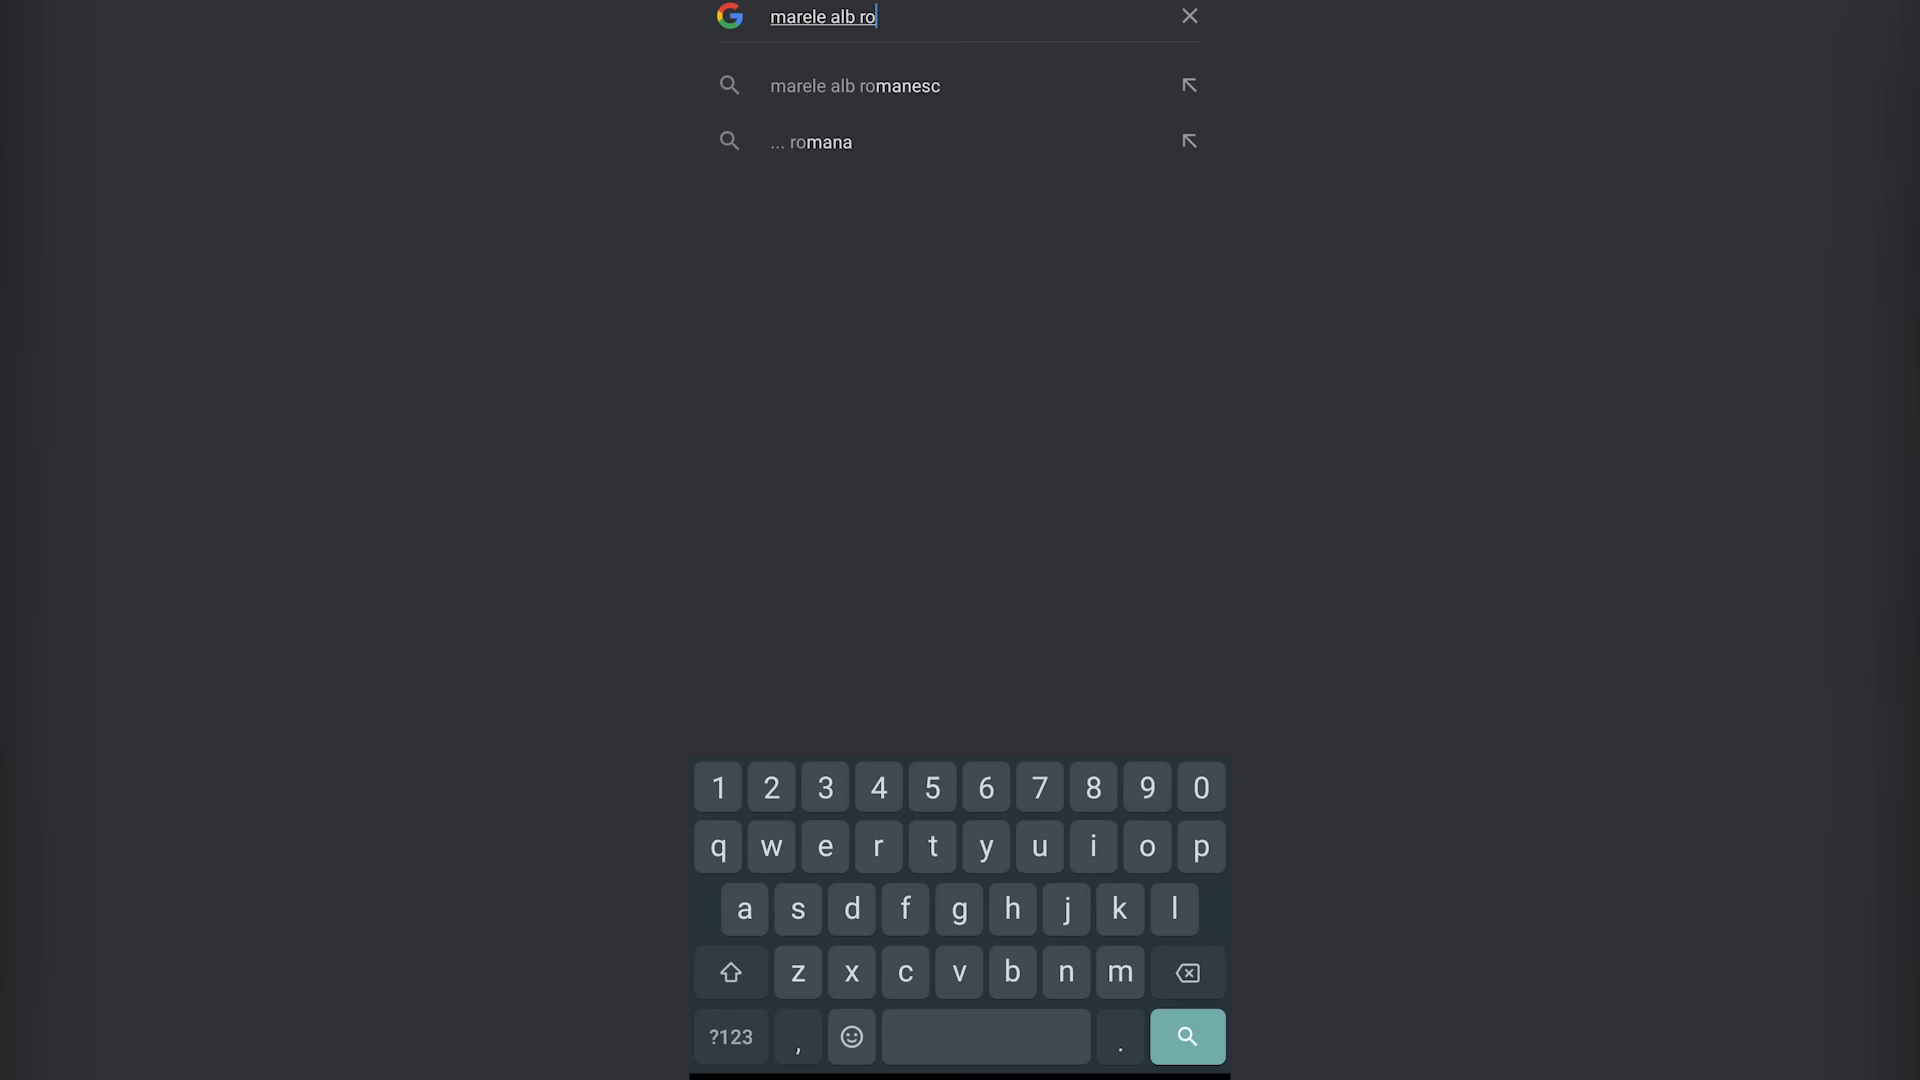 marele alb ro
marele alb romanesc
... romana
1 2 3 4 5 6 7 8 9 0
q w e r t y u i o p
a s d f g h j k l
z x c v b n m
?123 , .